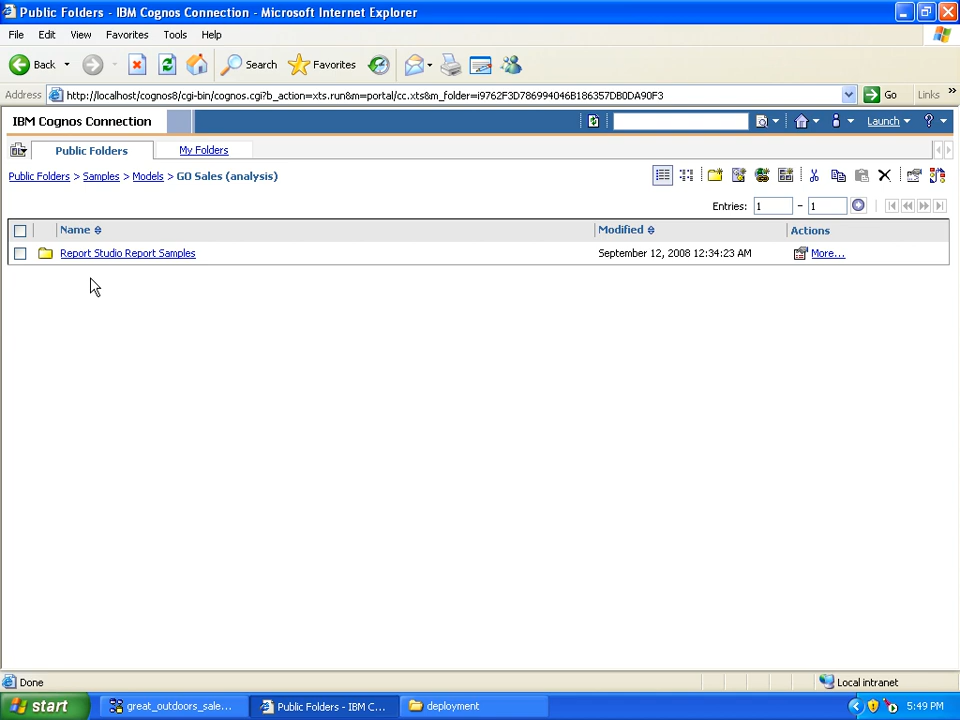 Public Folders - IBM Cognos Connection - Microsoft Internet Explorer
File Edit View Favorites Tools Help
Back Search Favorites
Address http://localhost/cognos8/cgi-bin/cognos.cgi?b_action=xts.run&m=portal/cc.xts&m_folder=i9762F3D786994046B186357DB0DA90F3 Go Links »
IBM Cognos Connection Launch ?
Public Folders My Folders
Public Folders > Samples > Models > GO Sales (analysis)
Entries: 1 - 1
Name Modified Actions
Report Studio Report Samples September 12, 2008 12:34:23 AM More...
Done Local intranet
start great_outdoors_sale... Public Folders - IBM C... deployment 5:49 PM